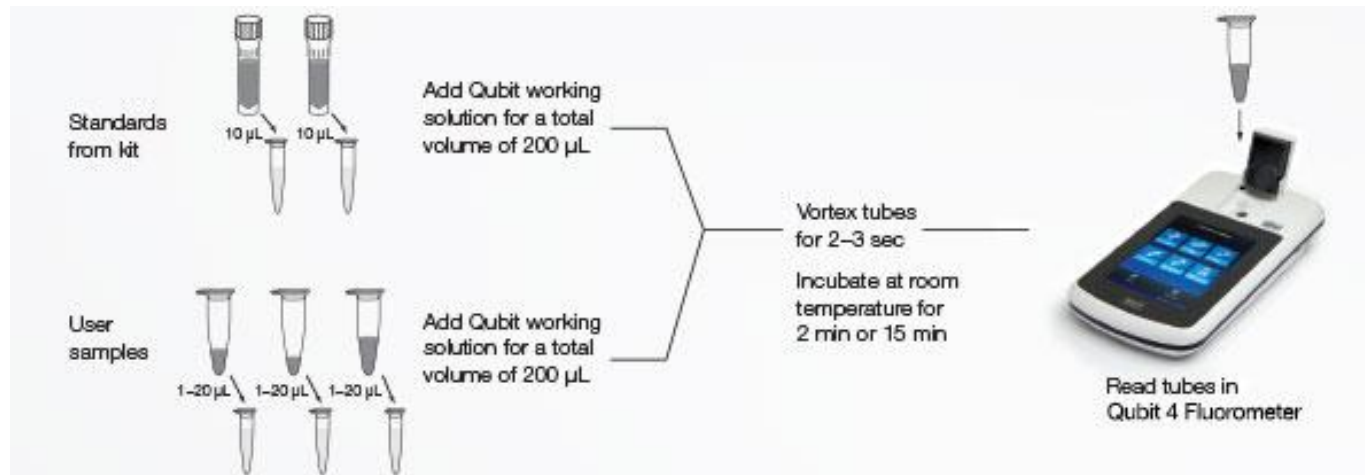 Standards
from kit
10 µL
10 µL
Add Qubit working
solution for a total
volume of 200 µL
User
samples
1–20 µL
1–20 µL
1–20 µL
Add Qubit working
solution for a total
volume of 200 µL
Vortex tubes
for 2–3 sec
Incubate at room
temperature for
2 min or 15 min
Read tubes in
Qubit 4 Fluorometer